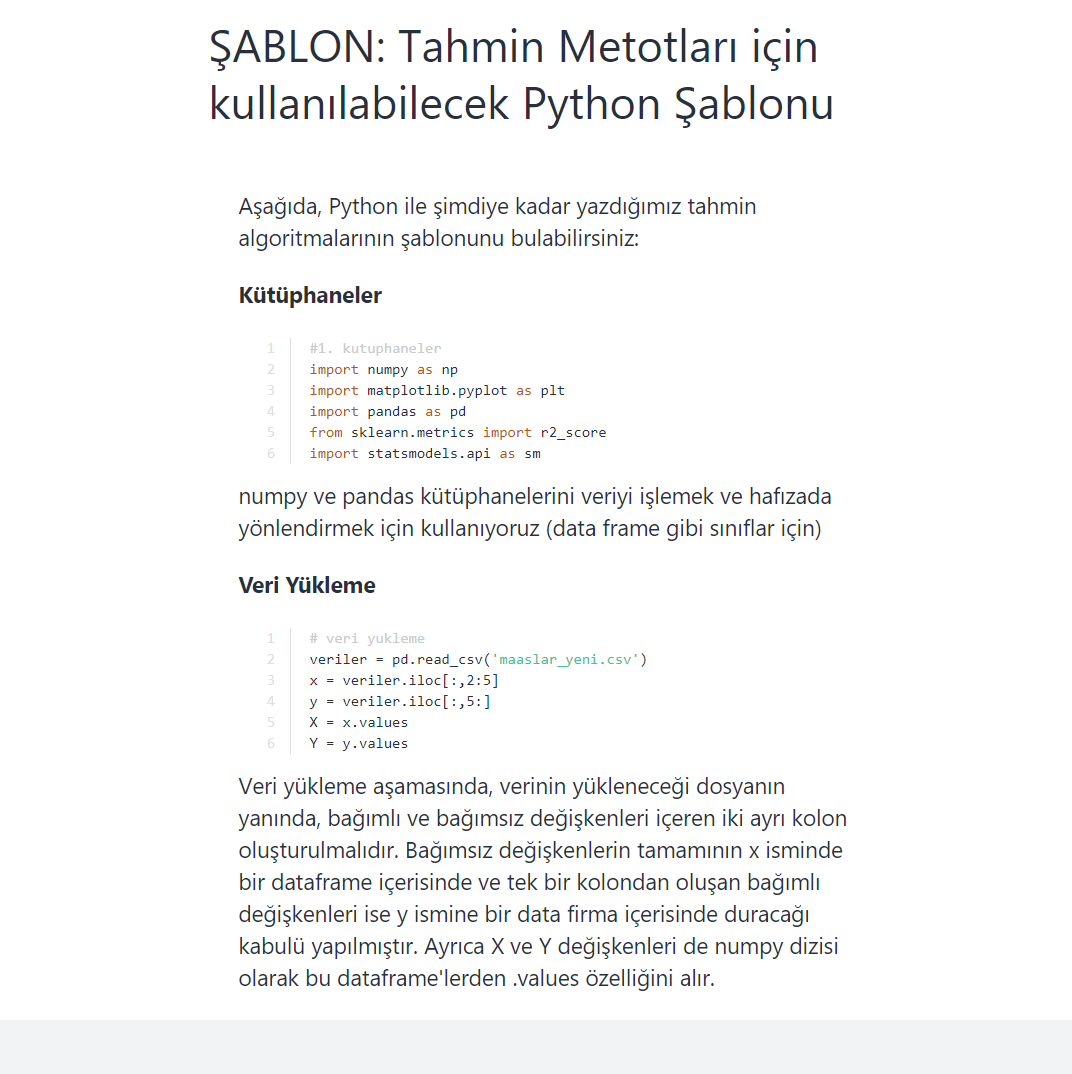 ŞABLON: Tahmin Metotları için
kullanılabilecek Python Şablonu
Aşağıda, Python ile şimdiye kadar yazdığımız tahmin
algoritmalarının şablonunu bulabilirsiniz:
Kütüphaneler
1 #1. kutuphaneler
2 import numpy as np
3 import matplotlib.pyplot as plt
4 import pandas as pd
5 from sklearn.metrics import r2_score
6 import statsmodels.api as sm
numpy ve pandas kütüphanelerini veriyi işlemek ve hafızada
yönlendirmek için kullanıyoruz (data frame gibi sınıflar için)
Veri Yükleme
1 # veri yukleme
2 veriler = pd.read_csv('maaslar_yeni.csv')
3 x = veriler.iloc[:,2:5]
4 y = veriler.iloc[:,5:]
5 X = x.values
6 Y = y.values
Veri yükleme aşamasında, verinin yükleneceği dosyanın
yanında, bağımlı ve bağımsız değişkenleri içeren iki ayrı kolon
oluşturulmalıdır. Bağımsız değişkenlerin tamamının x isminde
bir dataframe içerisinde ve tek bir kolondan oluşan bağımlı
değişkenleri ise y ismine bir data firma içerisinde duracağı
kabulü yapılmıştır. Ayrıca X ve Y değişkenleri de numpy dizisi
olarak bu dataframe'lerden .values özelliğini alır.